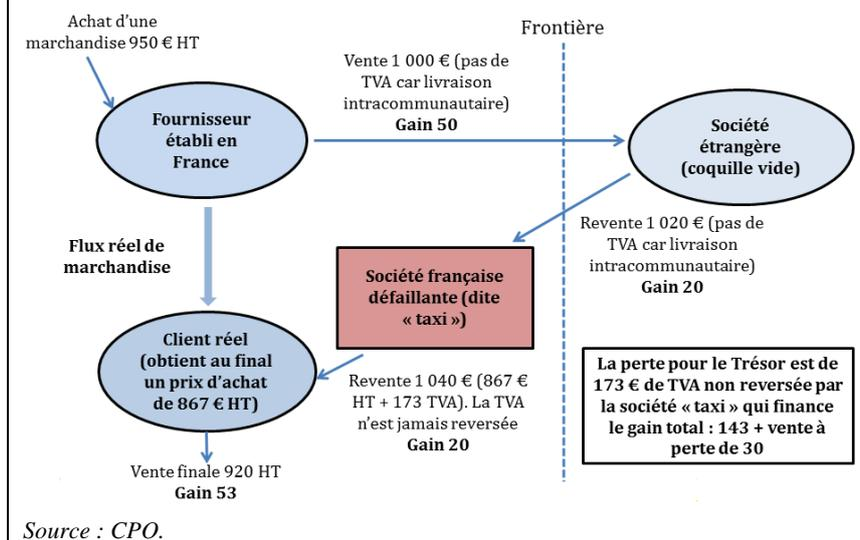 Achat d'une
marchandise 950 € HT
Frontière
Vente 1 000 € (pas de
TVA car livraison
intracommunautaire)
Gain 50
Fournisseur
établi en
France
Société
étrangère
(coquille vide)
Revente 1 020 € (pas de
TVA car livraison
intracommunautaire)
Gain 20
Flux réel de
marchandise
Société française
défaillante (dite
« taxi »)
Client réel
(obtient au final
un prix d'achat
de 867 € HT)
Revente 1 040 € (867 €
HT + 173 TVA). La TVA
n'est jamais reversée
Gain 20
La perte pour le Trésor est de
173 € de TVA non reversée par
la société « taxi » qui finance
le gain total : 143 + vente à
perte de 30
Vente finale 920 HT
Gain 53
Source : CPO.